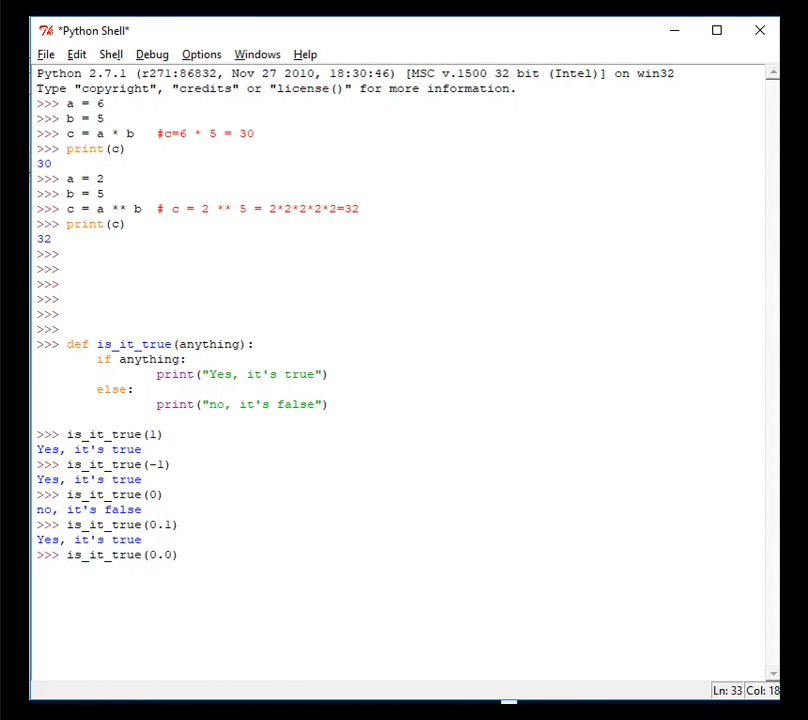 *Python Shell*
File Edit Shell Debug Options Windows Help
Python 2.7.1 (r271:86832, Nov 27 2010, 18:30:46) [MSC v.1500 32 bit (Intel)] on win32
Type "copyright", "credits" or "license()" for more information.
>>> a = 6
>>> b = 5
>>> c = a * b   #c=6 * 5 = 30
>>> print(c)
30
>>> a = 2
>>> b = 5
>>> c = a ** b  # c = 2 ** 5 = 2*2*2*2*2=32
>>> print(c)
32
>>>
>>>
>>>
>>>
>>>
>>>
>>> def is_it_true(anything):
        if anything:
                print("Yes, it's true")
        else:
                print("no, it's false")
>>> is_it_true(1)
Yes, it's true
>>> is_it_true(-1)
Yes, it's true
>>> is_it_true(0)
no, it's false
>>> is_it_true(0.1)
Yes, it's true
>>> is_it_true(0.0)
Ln: 33 Col: 18